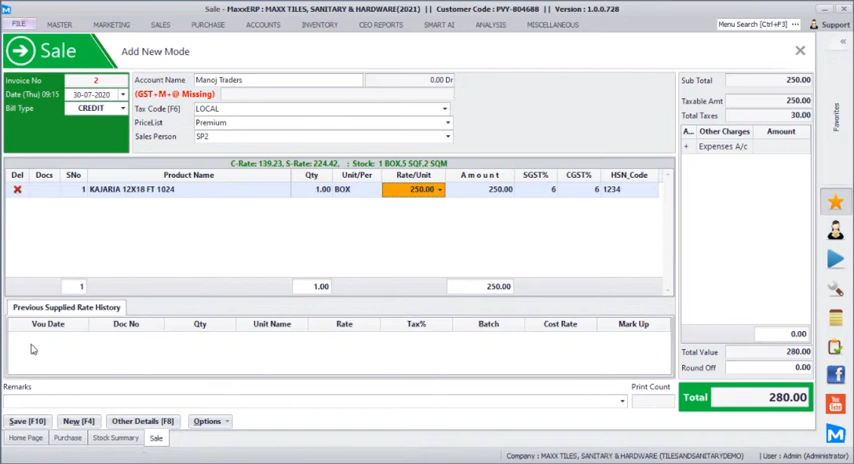 Sale - MaxxERP : MAXX TILES, SANITARY & HARDWARE(2021) || Customer Code : PVY-804688 || Version : 1.0.0.728
FILE MASTER MARKETING SALES PURCHASE ACCOUNTS INVENTORY CEO REPORTS SMART AI ANALYSIS MISCELLANEOUS Menu Search [Ctrl+F3] ••• Support
Sale Add New Mode
Invoice No 2 Account Name Manoj Traders 0.00 Dr Sub Total 250.00
Date (Thu) 09:15 30-07-2020 (GST+M+@ Missing) Taxable Amt 250.00
Bill Type CREDIT Tax Code [F6] LOCAL Total Taxes 30.00
PriceList Premium A... Other Charges Amount
Sales Person SP2 + Expenses A/c
Favorites
C-Rate: 139.23, S-Rate: 224.42, : Stock: 1 BOX,5 SQF,2 SQM
Del Docs SNo Product Name Qty Unit/Per Rate/Unit A m o u n t SGST% CGST% HSN_Code
1 KAJARIA 12X18 FT 1024 1.00 BOX 250.00 250.00 6 6 1234
1 1.00 250.00
Previous Supplied Rate History
Vou Date Doc No Qty Unit Name Rate Tax% Batch Cost Rate Mark Up
0.00
Total Value 280.00
Round Off 0.00
Remarks Print Count
Total 280.00
Save [F10] New [F4] Other Details [F8] Options
Home Page Purchase Stock Summary Sale
Company : MAXX TILES, SANITARY & HARDWARE (TILESANDSANITARYDEMO) | User : Admin (Administrator)